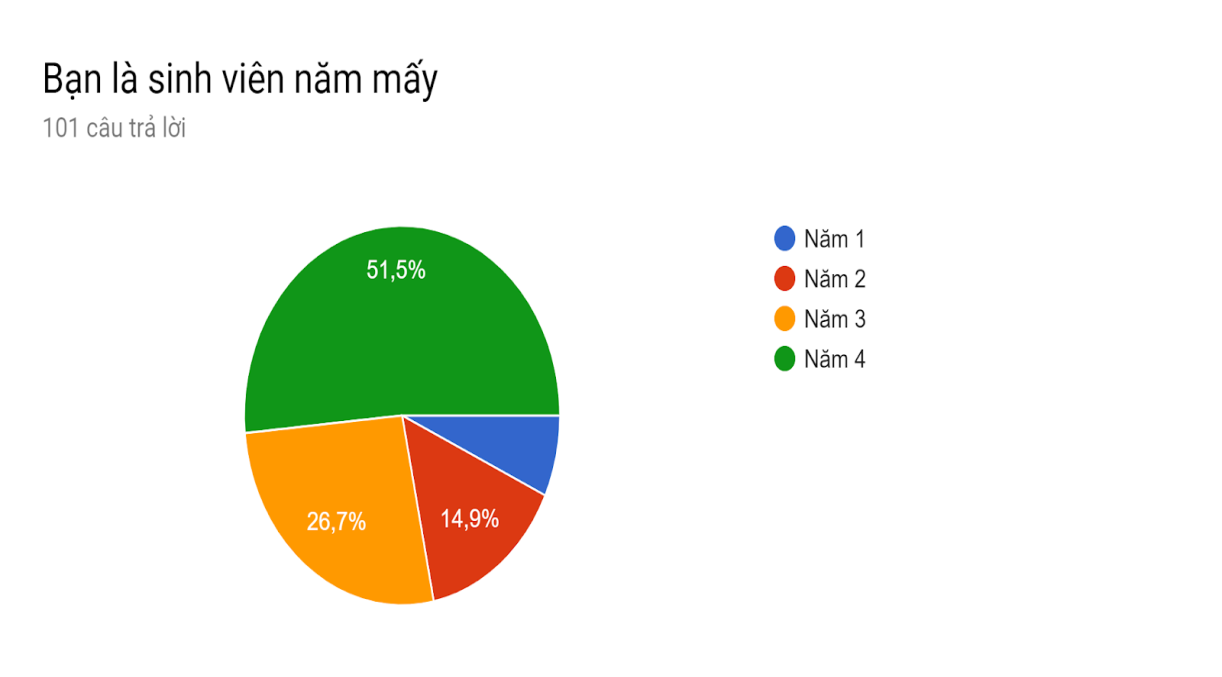 Bạn là sinh viên năm mấy
101 câu trả lời
51,5%
26,7%
14,9%
Năm 1
Năm 2
Năm 3
Năm 4